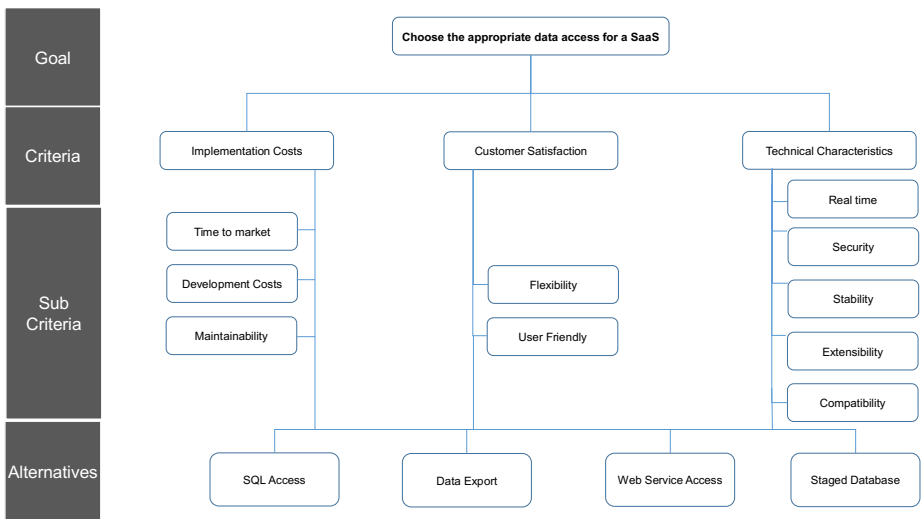 Goal
Choose the appropriate data access for a SaaS
Criteria
Implementation Costs
Customer Satisfaction
Technical Characteristics
Sub
Criteria
Time to market
Development Costs
Maintainability
Flexibility
User Friendly
Real time
Security
Stability
Extensibility
Compatibility
Alternatives
SQL Access
Data Export
Web Service Access
Staged Database